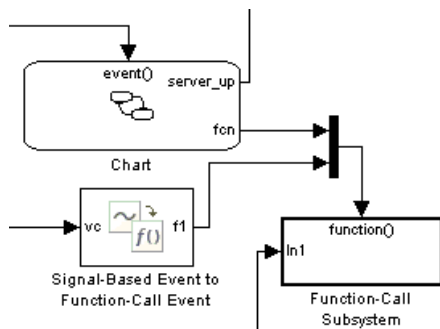 event()
server_up
fcn
Chart
vc
f()
f1
Signal-Based Event to
Function-Call Event
function()
In1
Function-Call
Subsystem